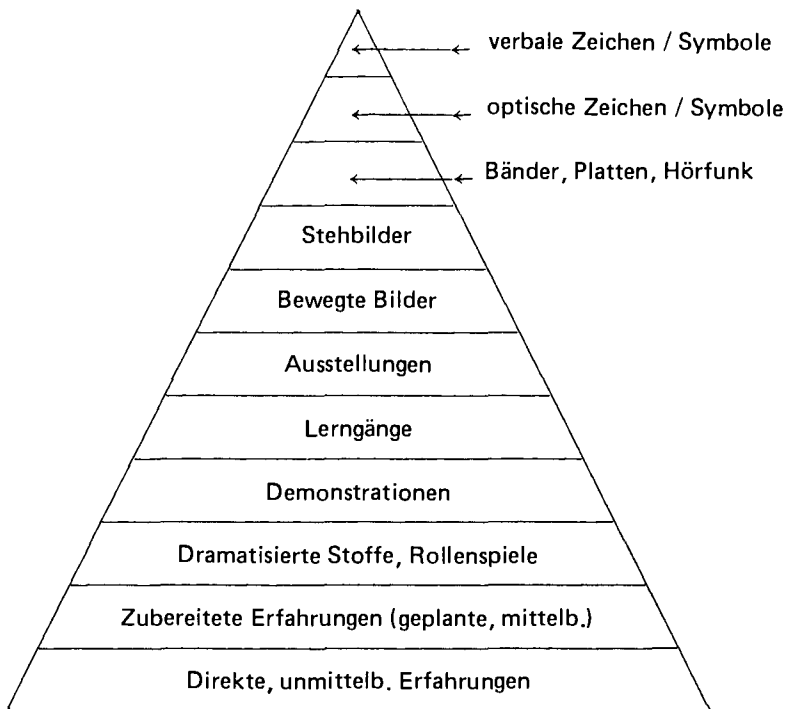 verbale Zeichen / Symbole
optische Zeichen / Symbole
Bänder, Platten, Hörfunk
Stehbilder
Bewegte Bilder
Ausstellungen
Lerngänge
Demonstrationen
Dramatisierte Stoffe, Rollenspiele
Zubereitete Erfahrungen (geplante, mittelb.)
Direkte, unmittelb. Erfahrungen